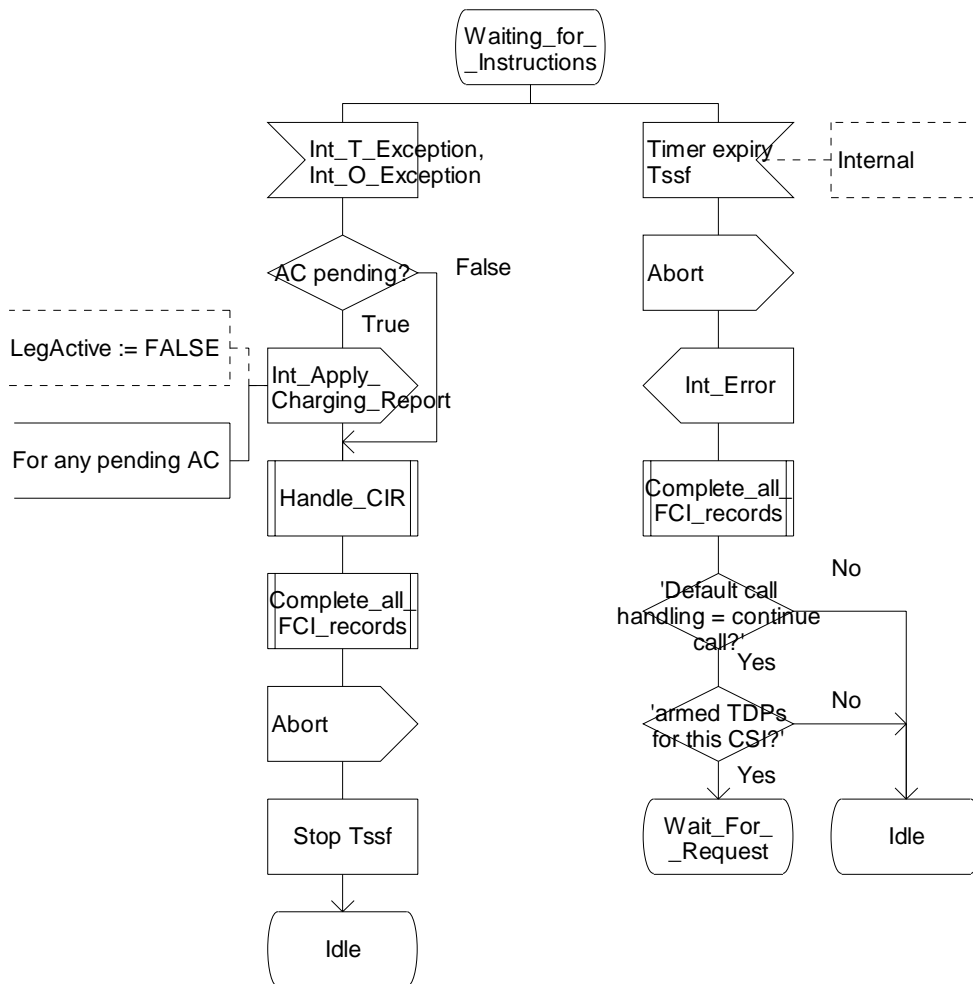 Waiting_for_
_Instructions
Int_T_Exception,
Int_O_Exception
Timer expiry
Tssf
Internal
AC pending?
False
Abort
True
LegActive := FALSE
Int_Apply_
Charging_Report
Int_Error
For any pending AC
Handle_CIR
Complete_all_
FCI_records
Complete_all_
FCI_records
'Default call
handling = continue
call?'
No
Yes
Abort
'armed TDPs
for this CSI?'
No
Yes
Stop Tssf
Wait_For_
_Request
Idle
Idle